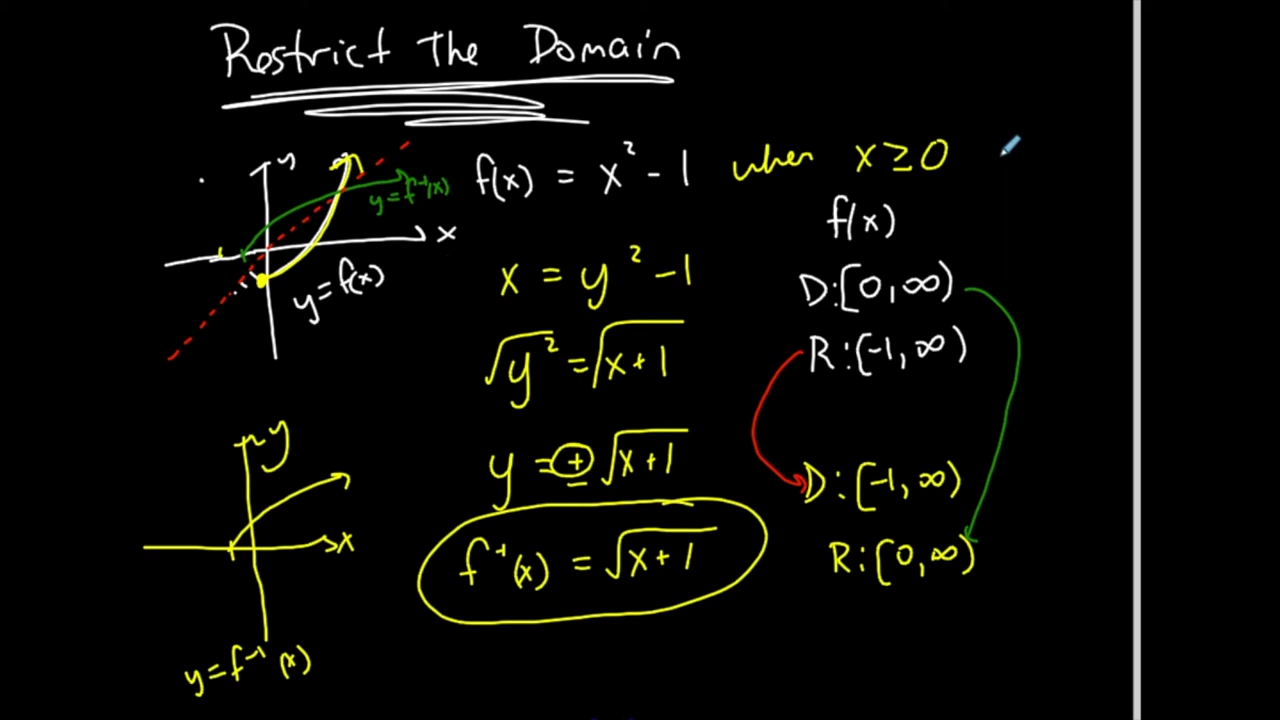 Restrict The Domain
y
f(x) = x² - 1 when x ≥ 0
y = f⁻¹(x)
x
f(x)
y = f(x)
x = y² - 1
D: [0, ∞)
√y² = √x + 1
R: [-1, ∞)
y
y = ± √x + 1
D: [-1, ∞)
x
f⁻¹(x) = √x + 1
R: [0, ∞)
y = f⁻¹(x)